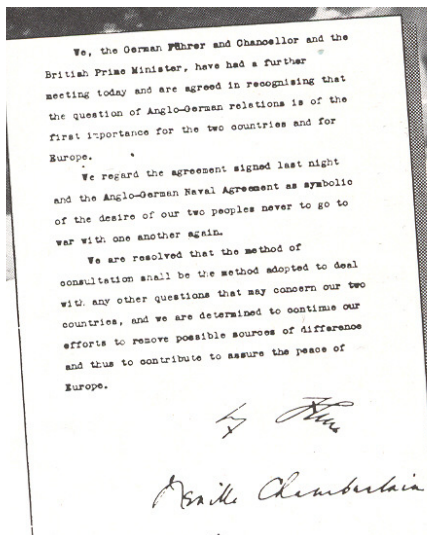 We, the German Führer and Chancellor and the
British Prime Minister, have had a further
meeting today and are agreed in recognising that
the question of Anglo-German relations is of the
first importance for the two countries and for
Europe.
We regard the agreement signed last night
and the Anglo-German Naval Agreement as symbolic
of the desire of our two peoples never to go to
war with one another again.
We are resolved that the method of
consultation shall be the method adopted to deal
with any other questions that may concern our two
countries, and we are determined to continue our
efforts to remove possible sources of difference
and thus to contribute to assure the peace of
Europe.
Neville Chamberlain